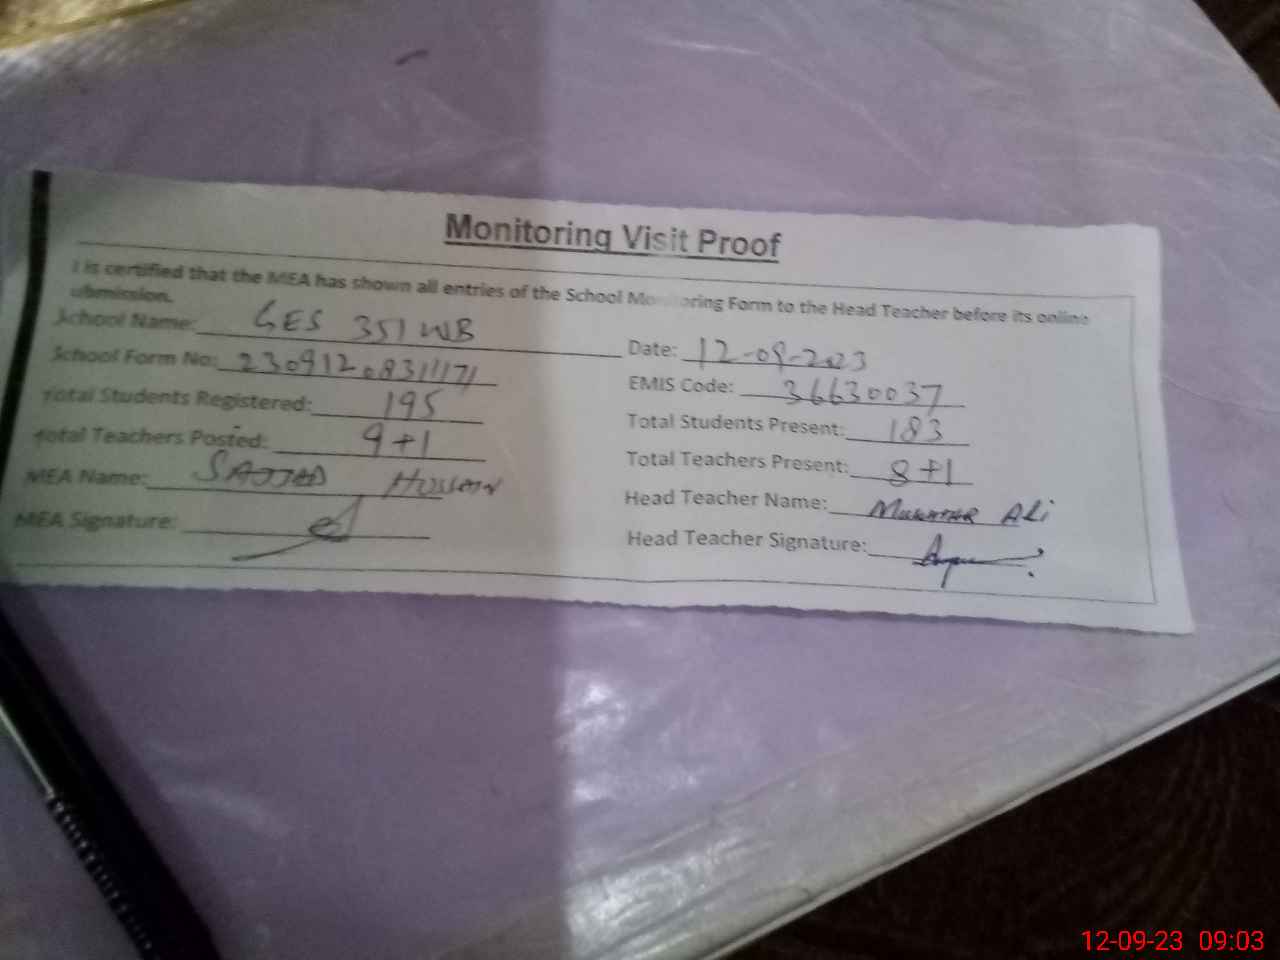 Monitoring Visit Proof
I is certified that the MEA has shown all entries of the School Monitoring Form to the Head Teacher before its online
ubmission.
School Name: GES 351 WB
Date: 12-09-2023
School Form No:
EMIS Code: 36630037
Total Students Registered: 195
Total Students Present: 183
Total Teachers Posted: 9+1
Total Teachers Present: 8+1
MEA Name: SAJJAD HUSSAIN
Head Teacher Name: MUKHTAR ALi
MEA Signature:
Head Teacher Signature:
12-09-23 09:03